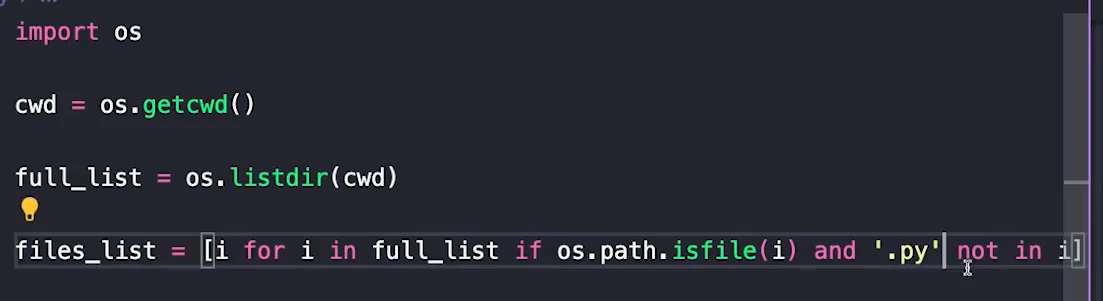 import os
cwd = os.getcwd()
full_list = os.listdir(cwd)
files_list = [i for i in full_list if os.path.isfile(i) and '.py' not in i]